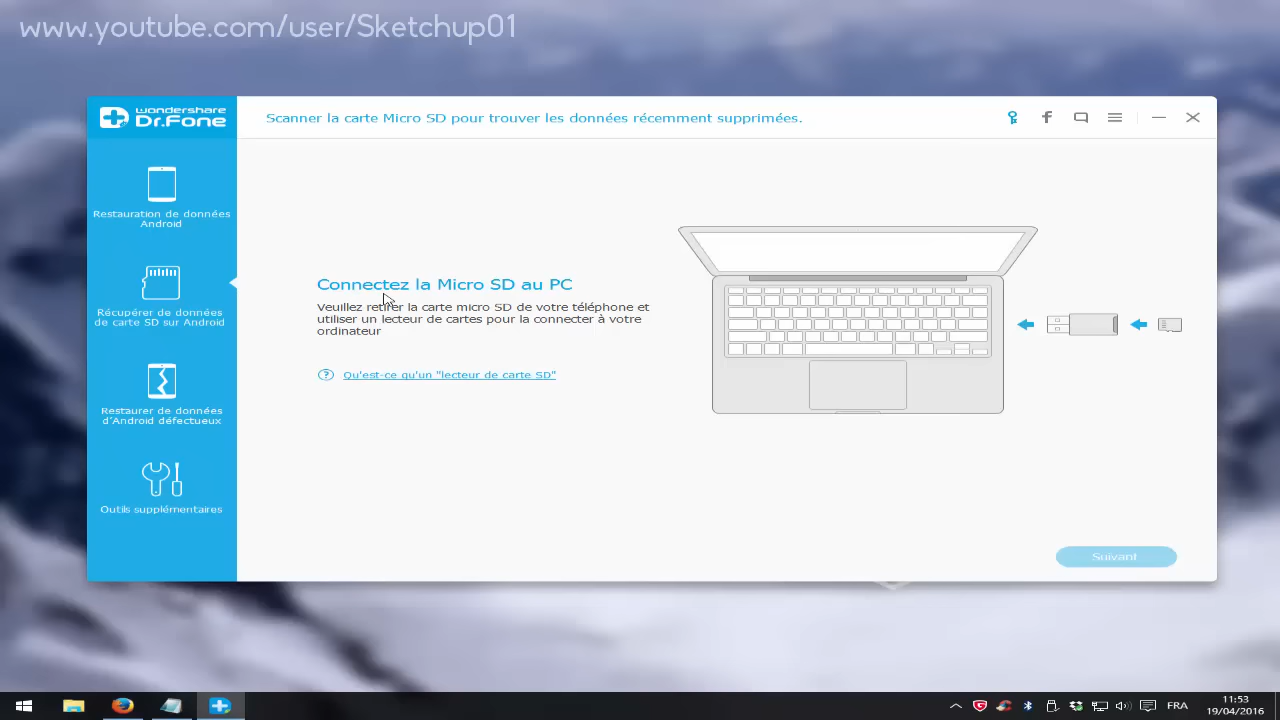 www.youtube.com/user/Sketchup01
wondershare
Dr.Fone
Scanner la carte Micro SD pour trouver les données récemment supprimées.
Restauration de données
Android
Récupérer de données
de carte SD sur Android
Restaurer de données
d'Android défectueux
Outils supplémentaires
Connectez la Micro SD au PC
Veuillez retirer la carte micro SD de votre téléphone et
utiliser un lecteur de cartes pour la connecter à votre
ordinateur
Qu'est-ce qu'un "lecteur de carte SD"
Suivant
FRA
11:53
19/04/2016